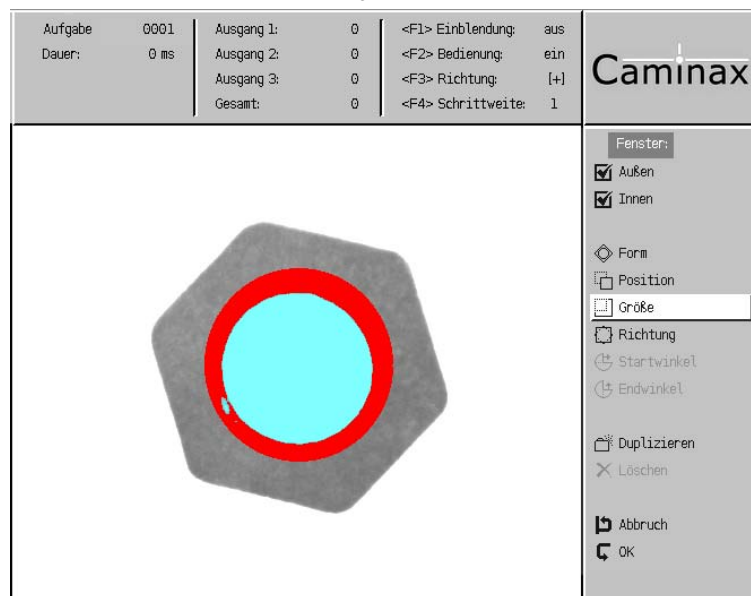 Aufgabe 0001
Dauer: 0 ms
Ausgang 1: 0
Ausgang 2: 0
Ausgang 3: 0
Gesamt: 0
<F1> Einblendung: aus
<F2> Bedienung: ein
<F3> Richtung: [+]
<F4> Schrittweite: 1
Caminax
Fenster:
Außen
Innen
Form
Position
Größe
Richtung
Startwinkel
Endwinkel
Duplizieren
Löschen
Abbruch
OK